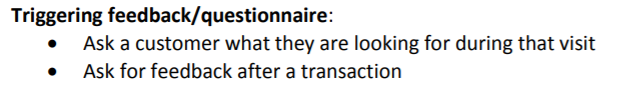 Triggering feedback/questionnaire:
• Ask a customer what they are looking for during that visit
• Ask for feedback after a transaction